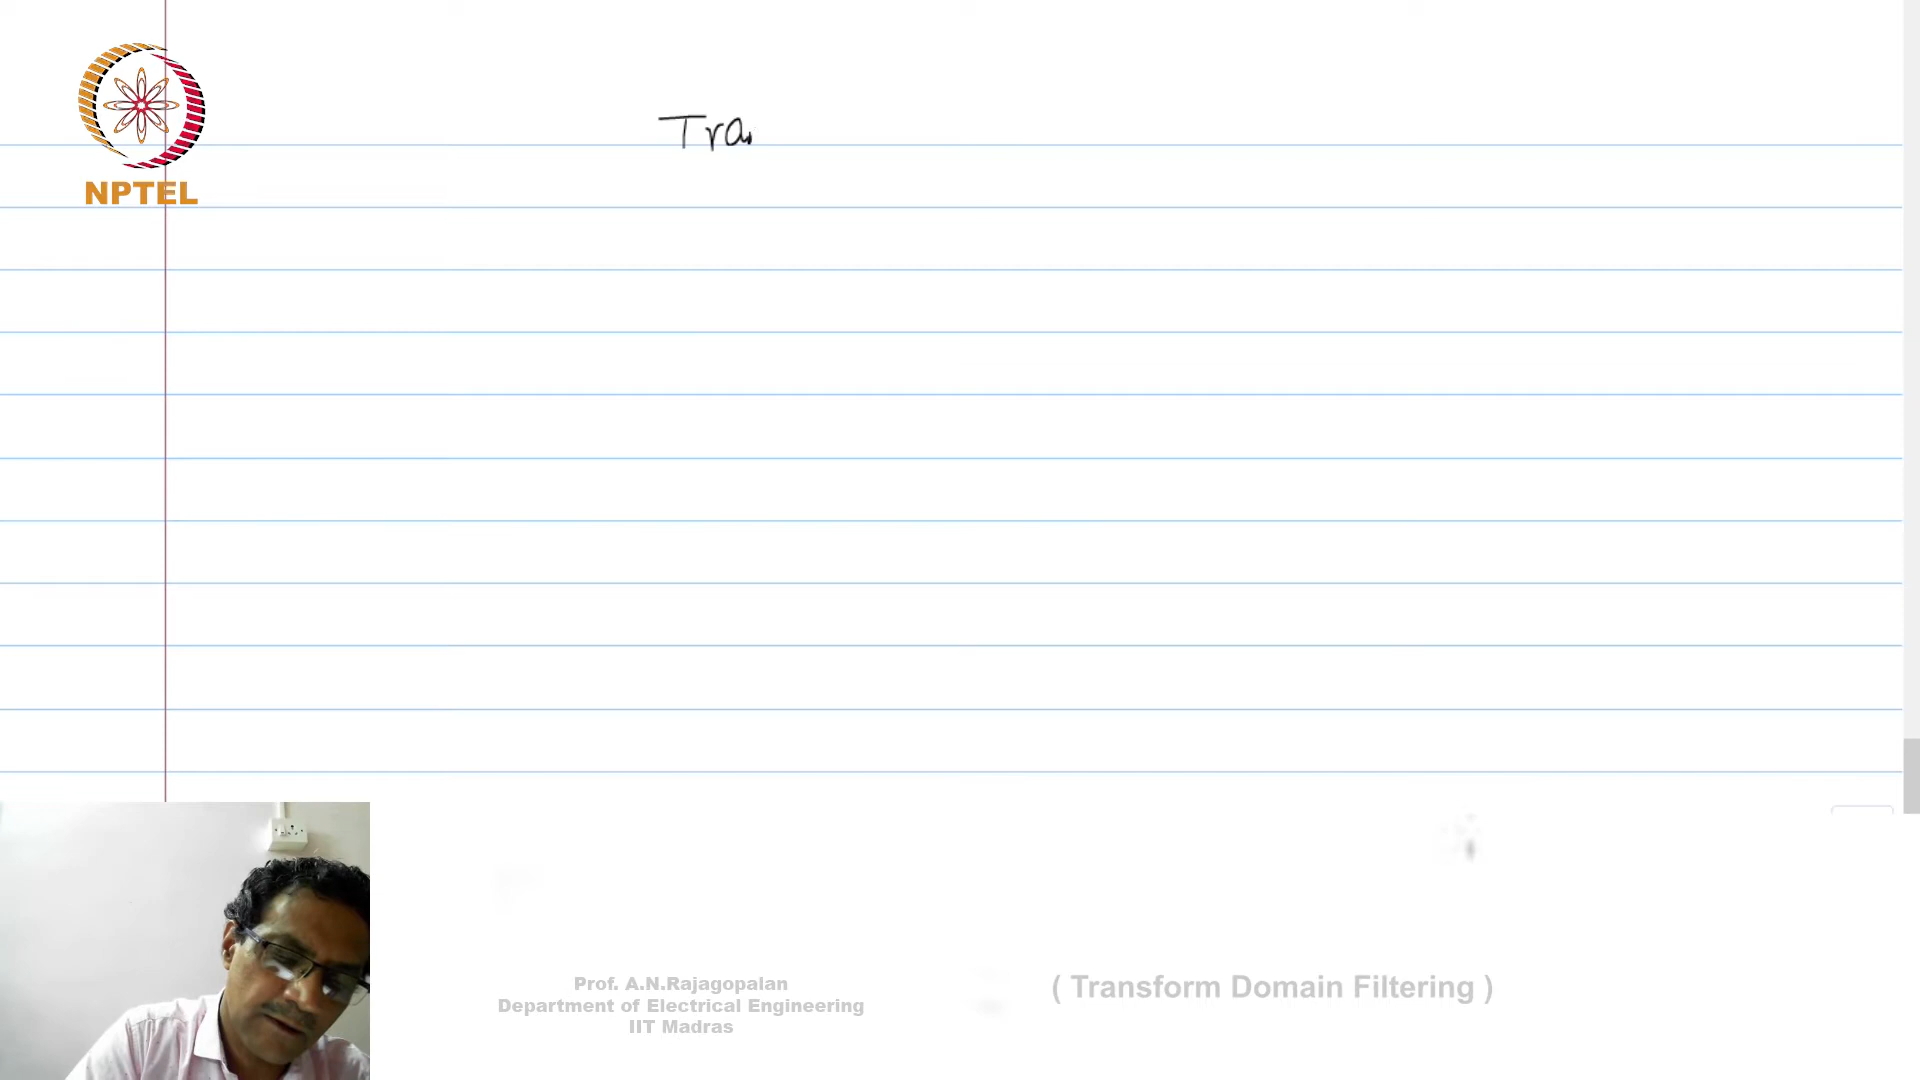 Tra
NPTEL
Prof. A.N.Rajagopalan
Department of Electrical Engineering
IIT Madras
( Transform Domain Filtering )